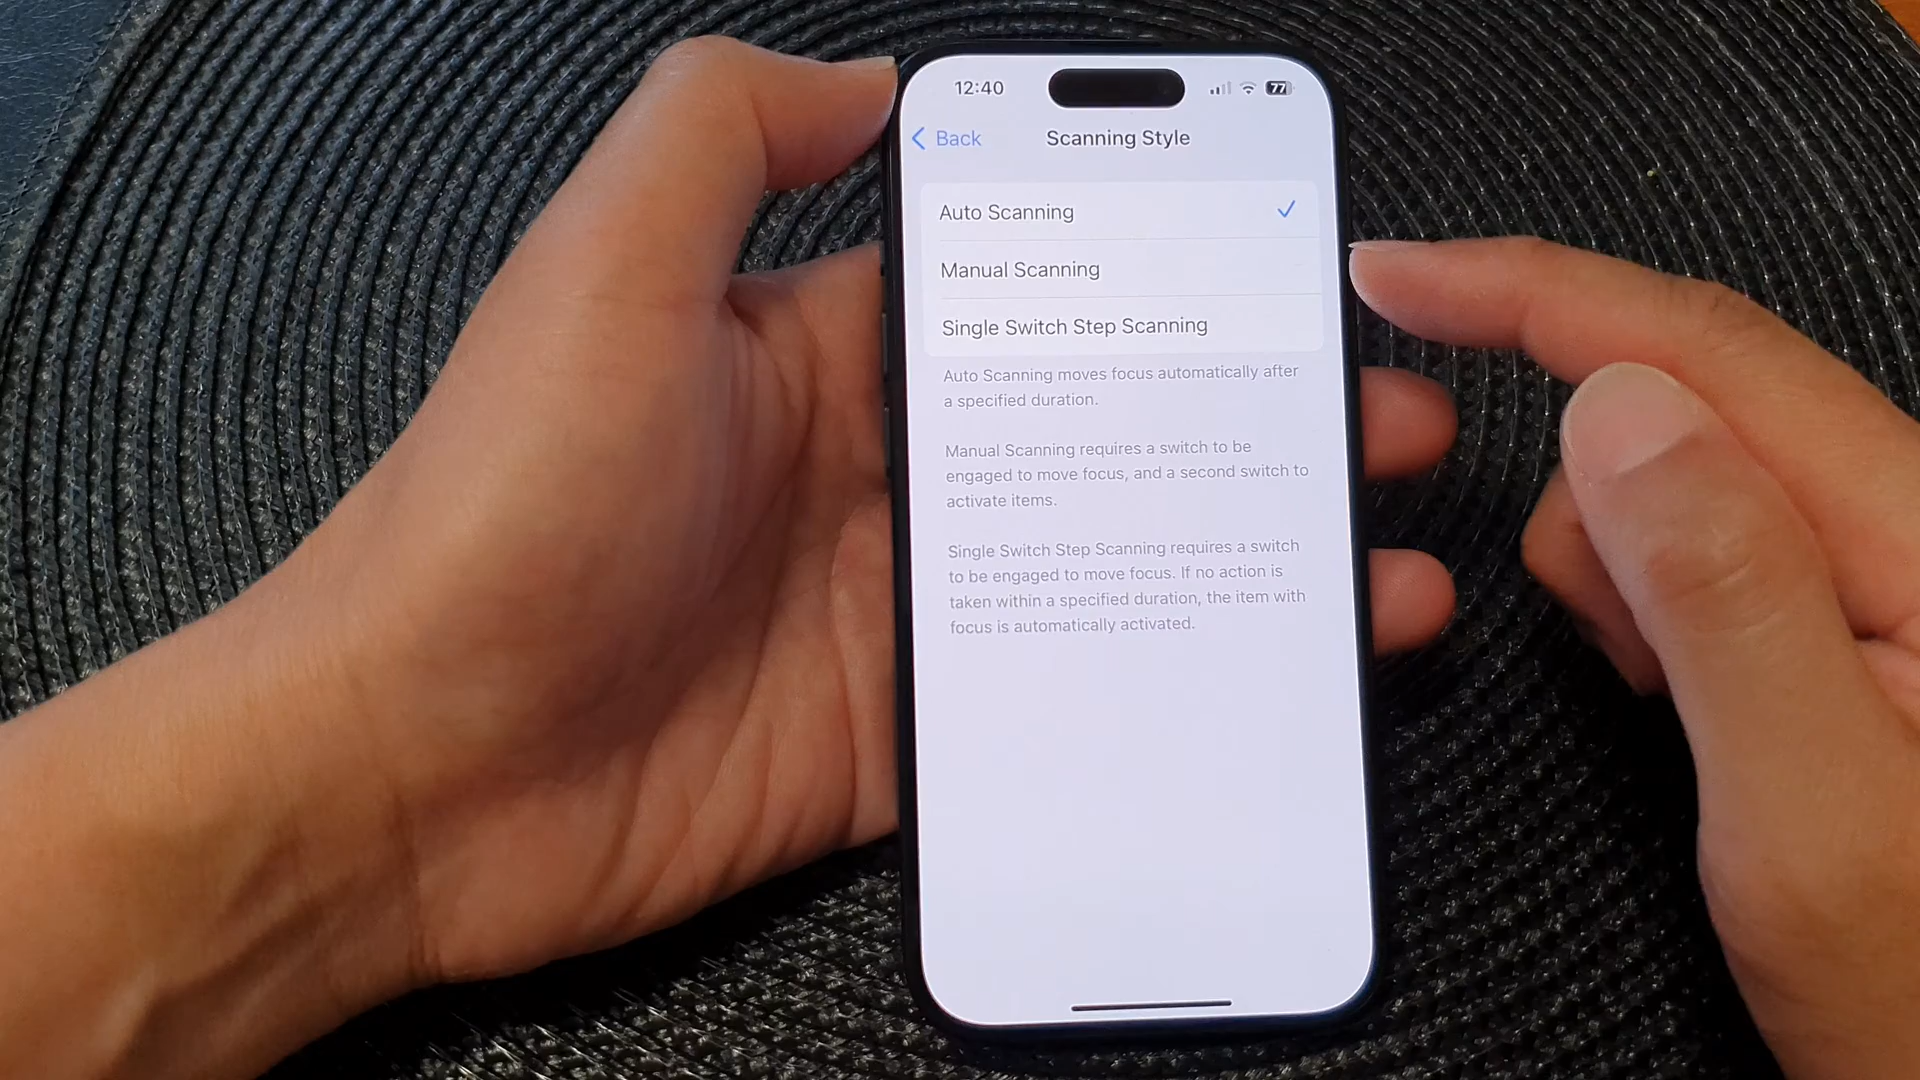 12:40
77
Back
Scanning Style
Auto Scanning
Manual Scanning
Single Switch Step Scanning
Auto Scanning moves focus automatically after
a specified duration.
Manual Scanning requires a switch to be
engaged to move focus, and a second switch to
activate items.
Single Switch Step Scanning requires a switch
to be engaged to move focus. If no action is
taken within a specified duration, the item with
focus is automatically activated.